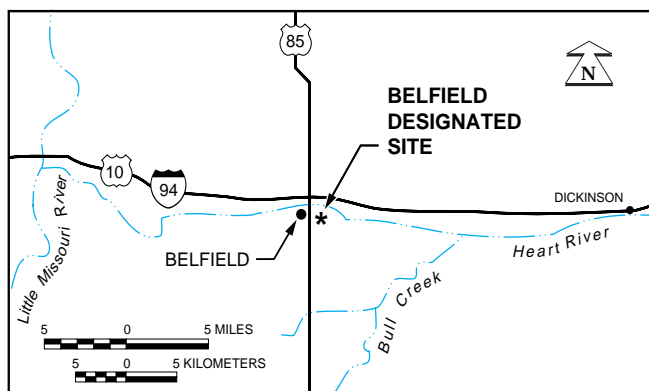 85
N
BELFIELD
DESIGNATED
SITE
10
94
DICKINSON
*
BELFIELD
Little Missouri River
Heart River
Bull Creek
5 0 5 MILES
5 0 5 KILOMETERS